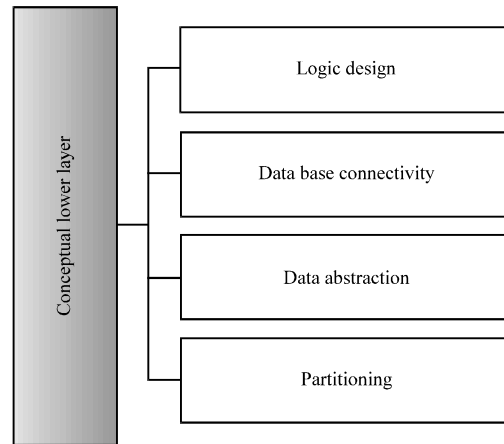 Conceptual lower layer
Logic design
Data base connectivity
Data abstraction
Partitioning